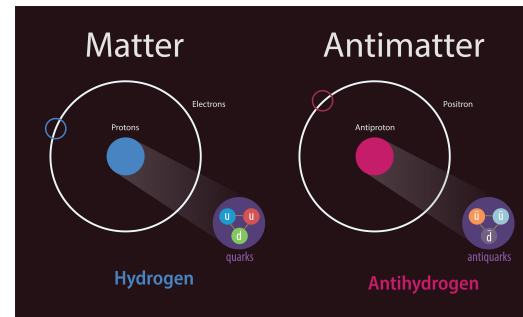 Matter
Antimatter
Electrons
Protons
Positron
Antiproton
u u
d
quarks
ū ū
d̄
antiquarks
Hydrogen
Antihydrogen